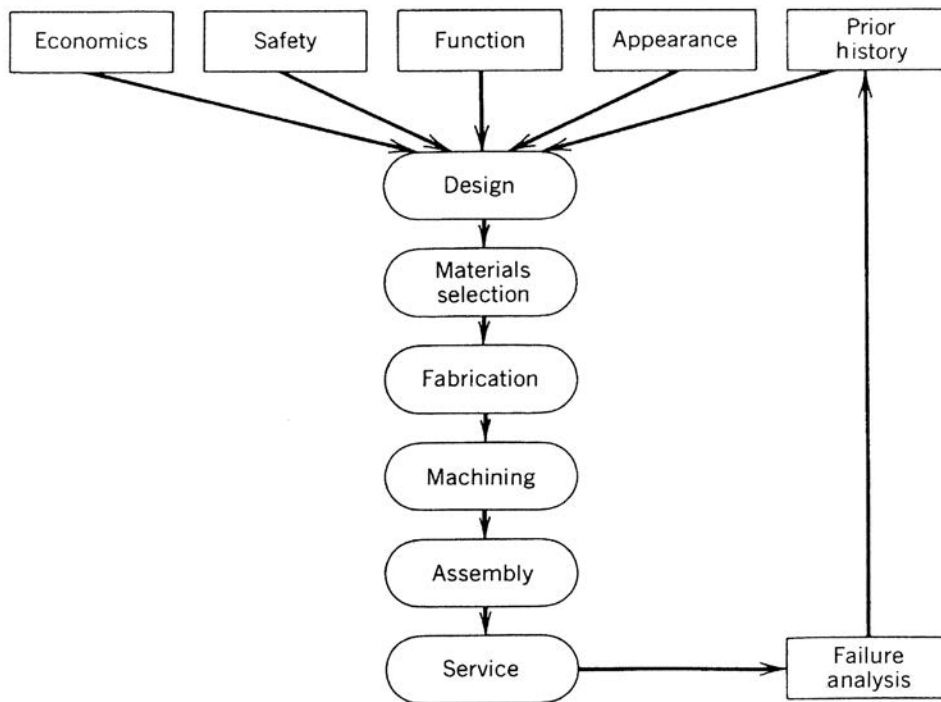 Economics
Safety
Function
Appearance
Prior
history
Design
Materials
selection
Fabrication
Machining
Assembly
Service
Failure
analysis